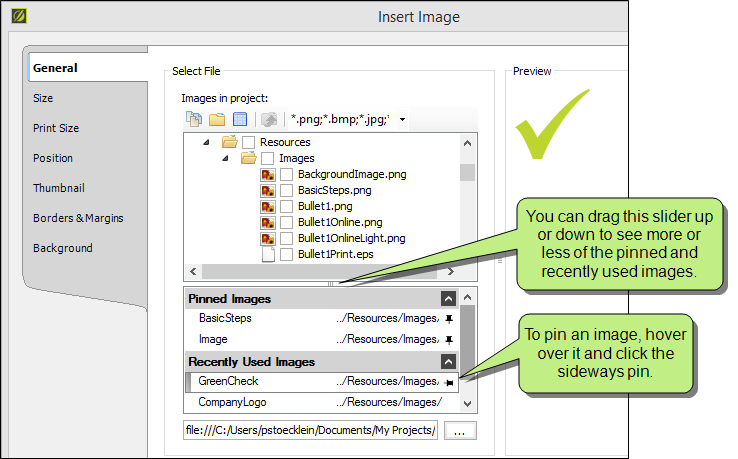 Insert Image
General
Size
Print Size
Position
Thumbnail
Borders & Margins
Background
Select File
Images in project:
*.png;*.bmp;*.jpg;*
Resources
Images
BackgroundImage.png
BasicSteps.png
Bullet1.png
Bullet1Online.png
Bullet1OnlineLight.png
Bullet1Print.eps
Pinned Images
BasicSteps ../Resources/Images/
Image ../Resources/Images/
Recently Used Images
GreenCheck ../Resources/Images/
CompanyLogo ../Resources/Images/
file:///C:/Users/pstoecklein/Documents/My Projects/ ...
Preview
You can drag this slider up
or down to see more or
less of the pinned and
recently used images.
To pin an image, hover
over it and click the
sideways pin.